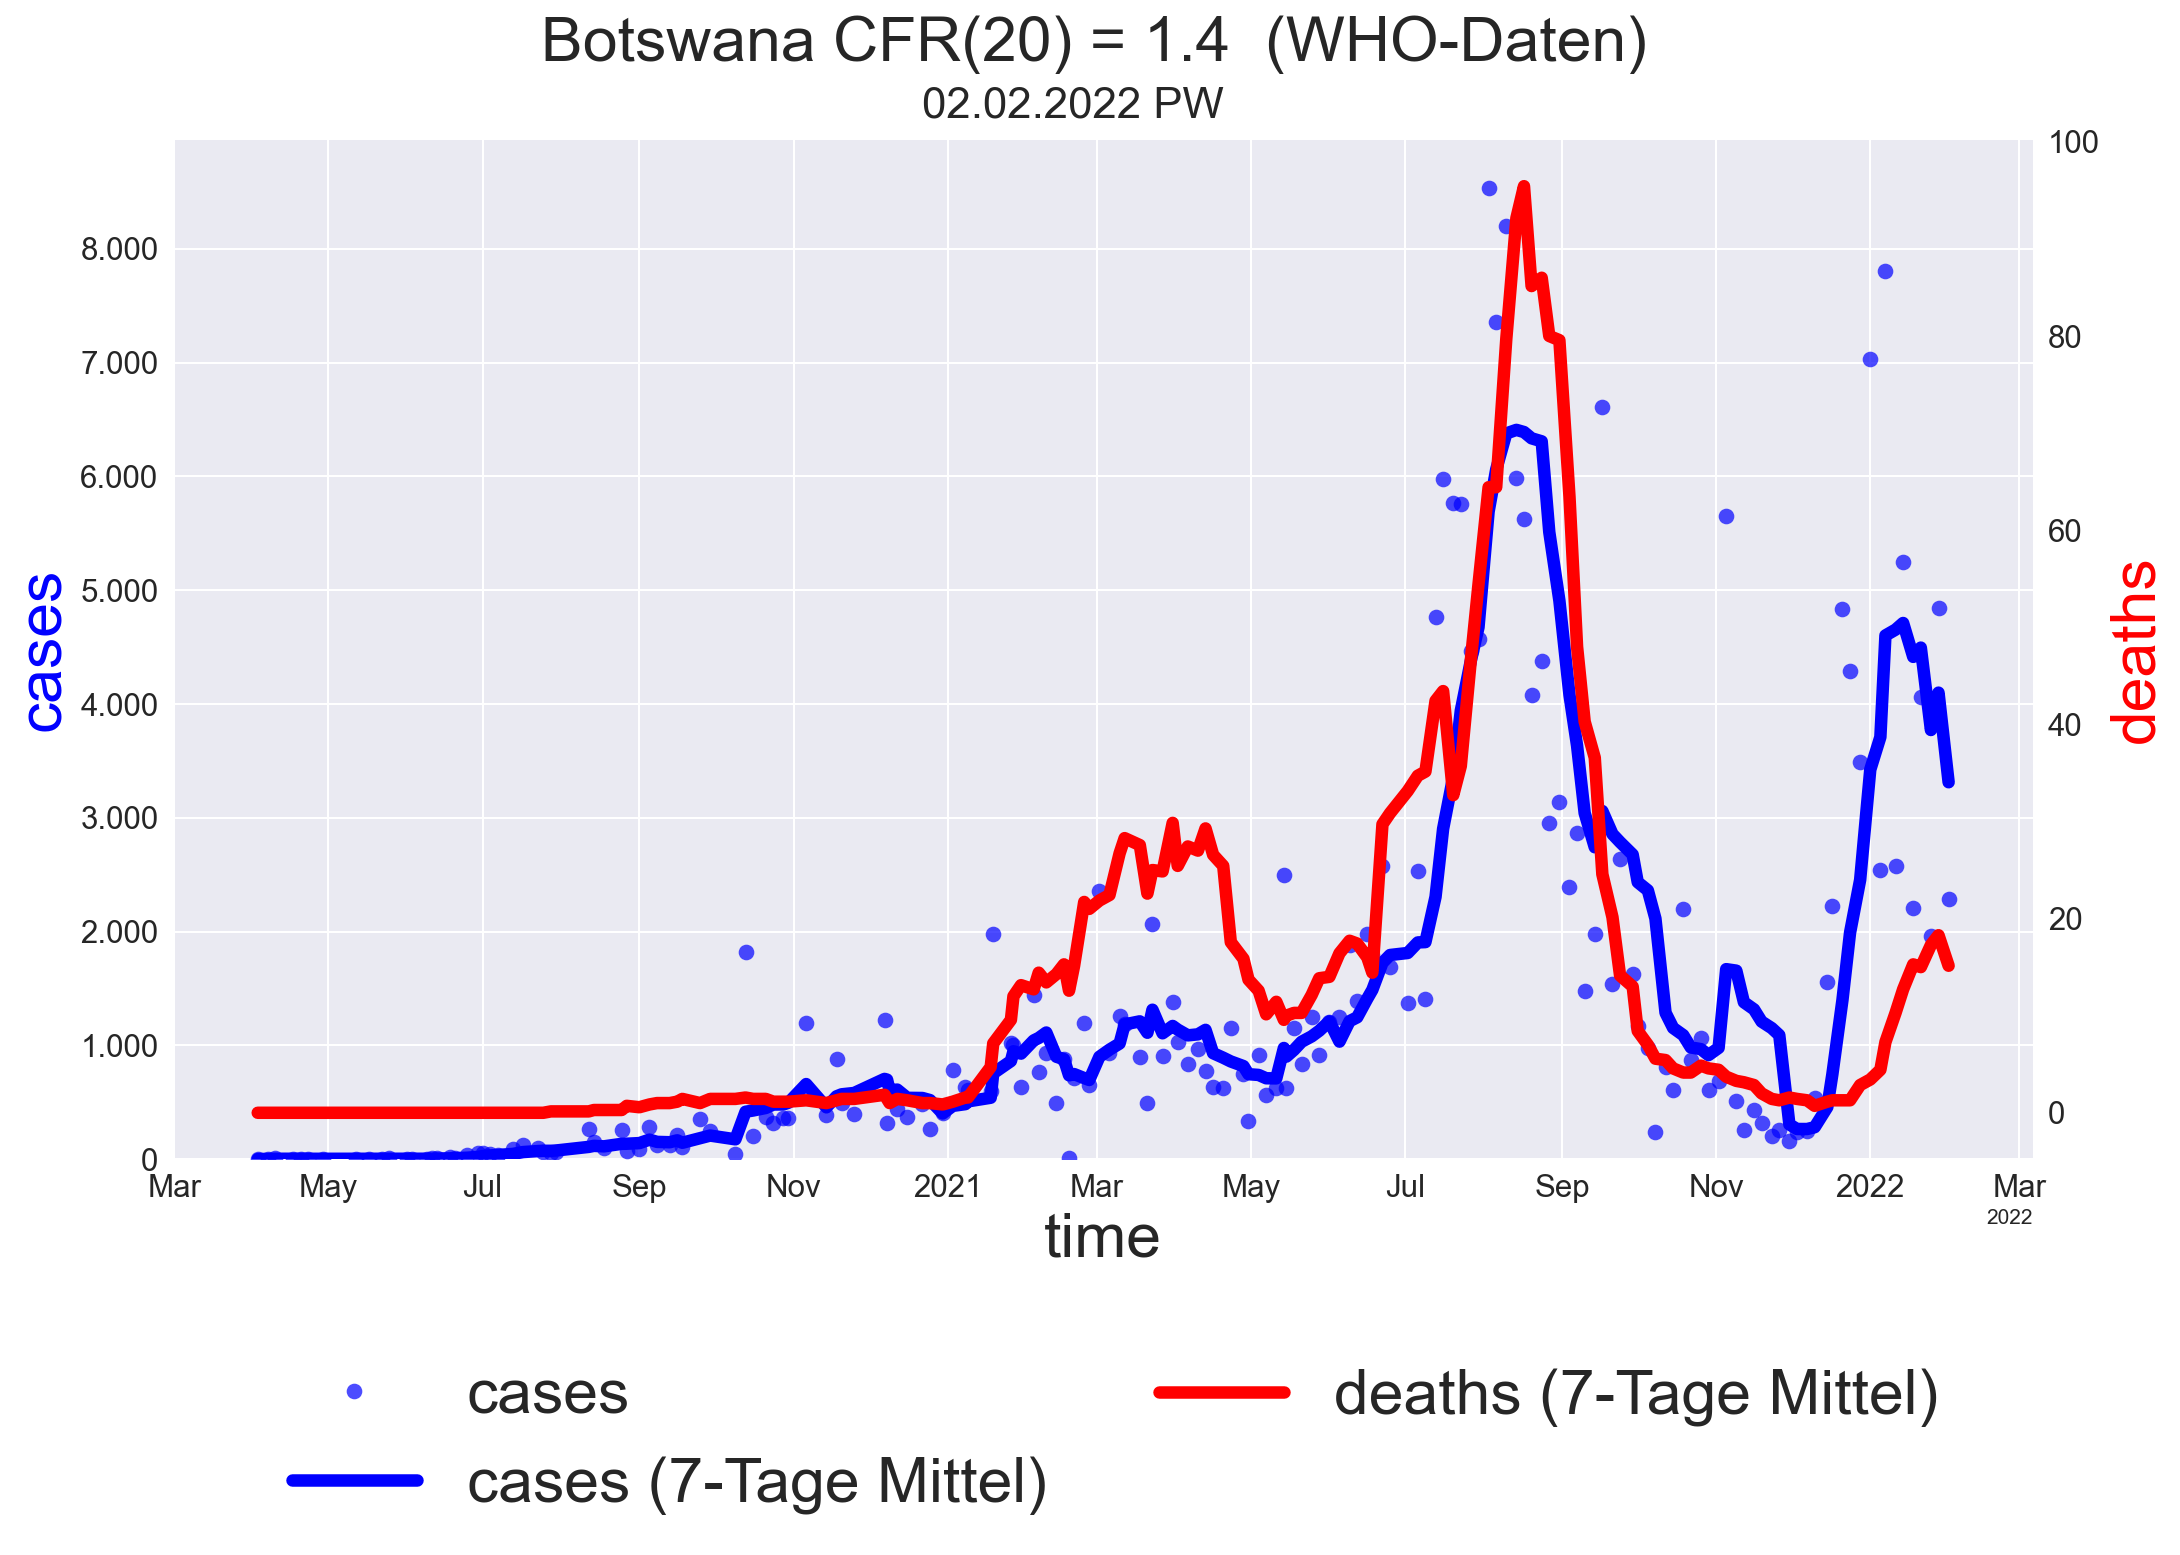 Botswana CFR(20) = 1.4  (WHO-Daten)
02.02.2022 PW
cases
8.000
7.000
6.000
5.000
4.000
3.000
2.000
1.000
0
100
80
60
40
20
0
deaths
Mar May Jul Sep Nov 2021 Mar May Jul Sep Nov 2022 Mar
2022
time
cases
cases (7-Tage Mittel)
deaths (7-Tage Mittel)